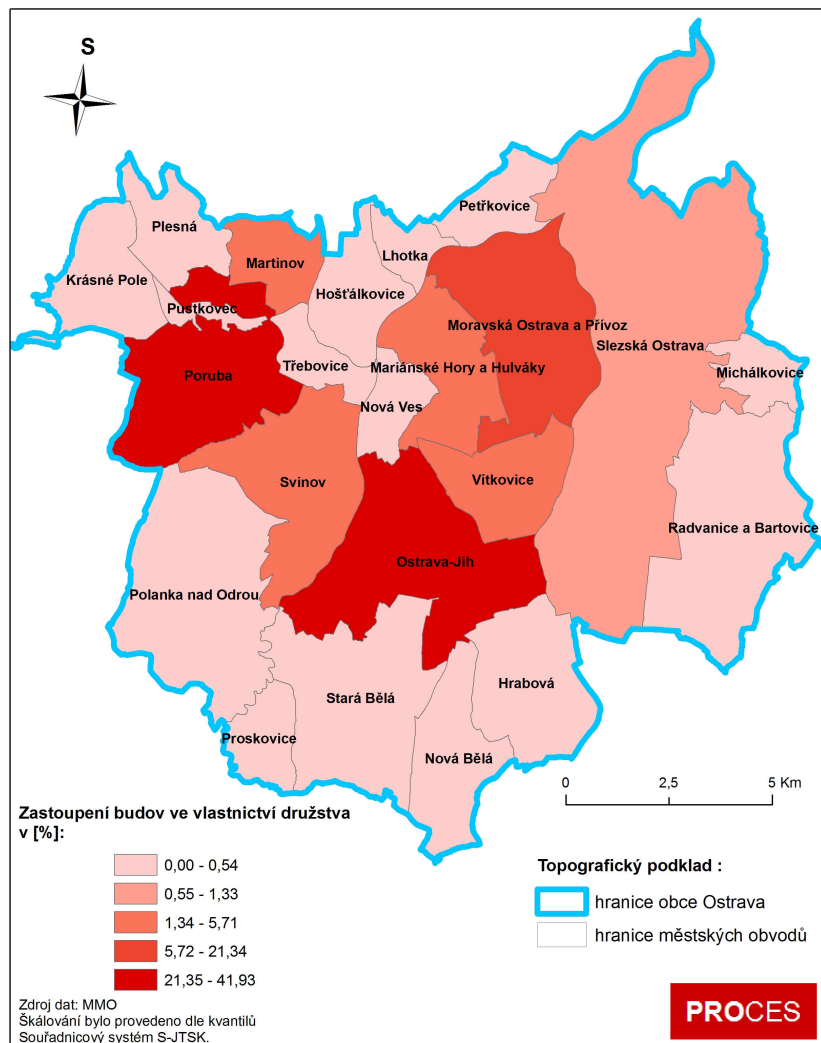 S
Petřkovice
Plesná
Lhotka
Martinov
Krásné Pole
Hošťálkovice
Pustkovec
Moravská Ostrava a Přívoz
Slezská Ostrava
Třebovice
Mariánské Hory a Hulváky
Michálkovice
Poruba
Nová Ves
Svinov
Vítkovice
Radvanice a Bartovice
Ostrava-Jih
Polanka nad Odrou
Hrabová
Stará Bělá
Proskovice
Nová Bělá
0 2,5 5 Km
Zastoupení budov ve vlastnictví družstva
v [%]:
0,00 - 0,54
0,55 - 1,33
1,34 - 5,71
5,72 - 21,34
21,35 - 41,93
Topografický podklad :
hranice obce Ostrava
hranice městských obvodů
Zdroj dat: MMO
Škálování bylo provedeno dle kvantilů
Souřadnicový systém S-JTSK.
PROCES